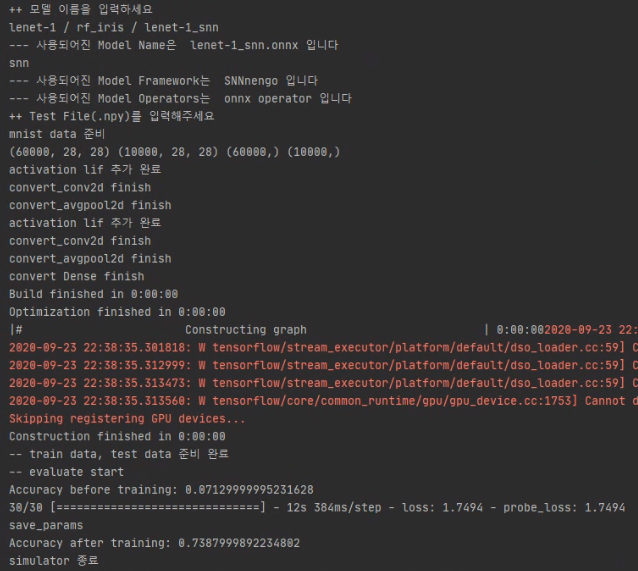 ++ 모델 이름을 입력하세요
lenet-1 / rf_iris / lenet-1_snn
--- 사용되어진 Model Name은  lenet-1_snn.onnx 입니다
snn
--- 사용되어진 Model Framework는  SNNnengo 입니다
--- 사용되어진 Model Operators는  onnx operator 입니다
++ Test File(.npy)를 입력해주세요
mnist data 준비
(60000, 28, 28) (10000, 28, 28) (60000,) (10000,)
activation lif 추가 완료
convert_conv2d finish
convert_avgpool2d finish
activation lif 추가 완료
convert_conv2d finish
convert_avgpool2d finish
convert Dense finish
Build finished in 0:00:00
Optimization finished in 0:00:00
|#                        Constructing graph                         | 0:00:002020-09-23 22:
2020-09-23 22:38:35.301818: W tensorflow/stream_executor/platform/default/dso_loader.cc:59] C
2020-09-23 22:38:35.312999: W tensorflow/stream_executor/platform/default/dso_loader.cc:59] C
2020-09-23 22:38:35.313473: W tensorflow/stream_executor/platform/default/dso_loader.cc:59] C
2020-09-23 22:38:35.313560: W tensorflow/core/common_runtime/gpu/gpu_device.cc:1753] Cannot d
Skipping registering GPU devices...
Construction finished in 0:00:00
-- train data, test data 준비 완료
-- evaluate start
Accuracy before training: 0.07129999995231628
30/30 [==============================] - 12s 384ms/step - loss: 1.7494 - probe_loss: 1.7494
save_params
Accuracy after training: 0.7387999892234802
simulator 종료